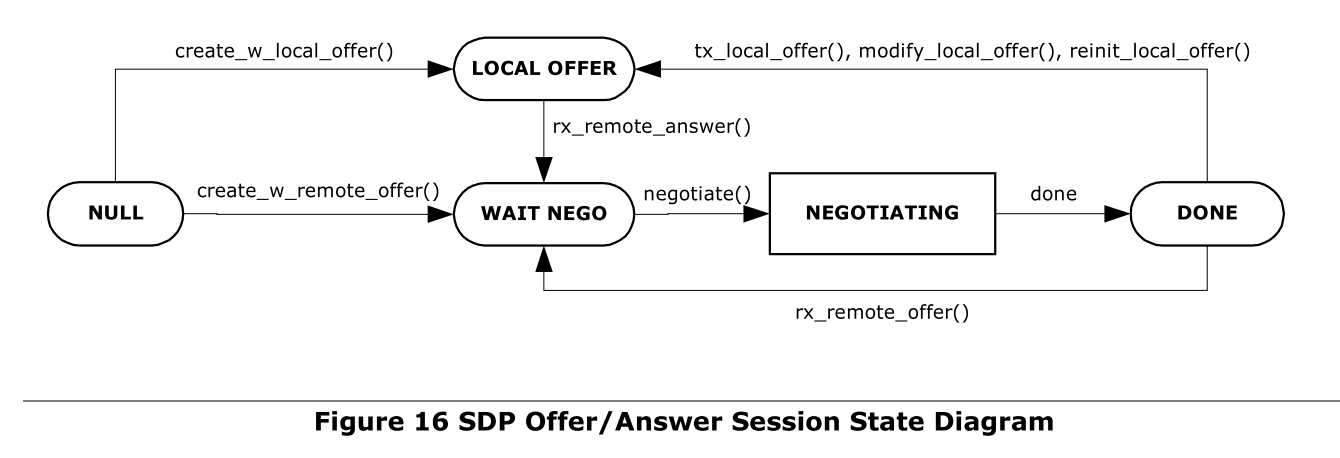 create_w_local_offer()
LOCAL OFFER
tx_local_offer(), modify_local_offer(), reinit_local_offer()
rx_remote_answer()
NULL
create_w_remote_offer()
WAIT NEGO
negotiate()
NEGOTIATING
done
DONE
rx_remote_offer()
Figure 16 SDP Offer/Answer Session State Diagram